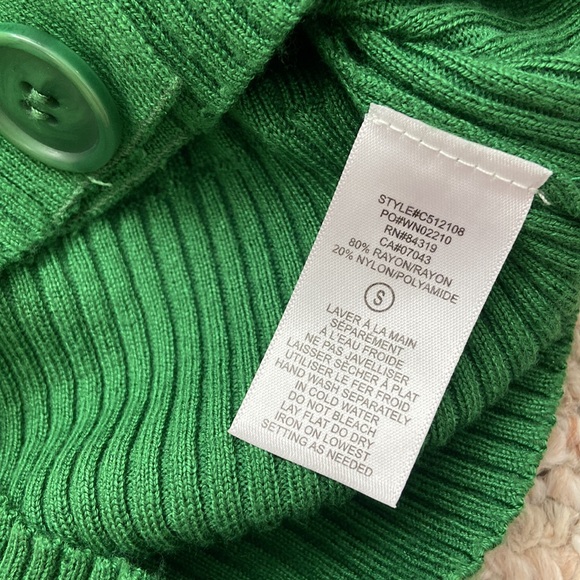 STYLE#C512108
PO#WN02210
RN#84319
CA#07043
80% RAYON/RAYON
20% NYLON/POLYAMIDE
S
LAVER À LA MAIN
SÉPAREMENT
À L'EAU FROIDE
NE PAS JAVELLISER
LAISSER SÉCHER À PLAT
UTILISER LE FER FROID
HAND WASH SEPARATELY
IN COLD WATER
DO NOT BLEACH
LAY FLAT DO DRY
IRON ON LOWEST
SETTING AS NEEDED